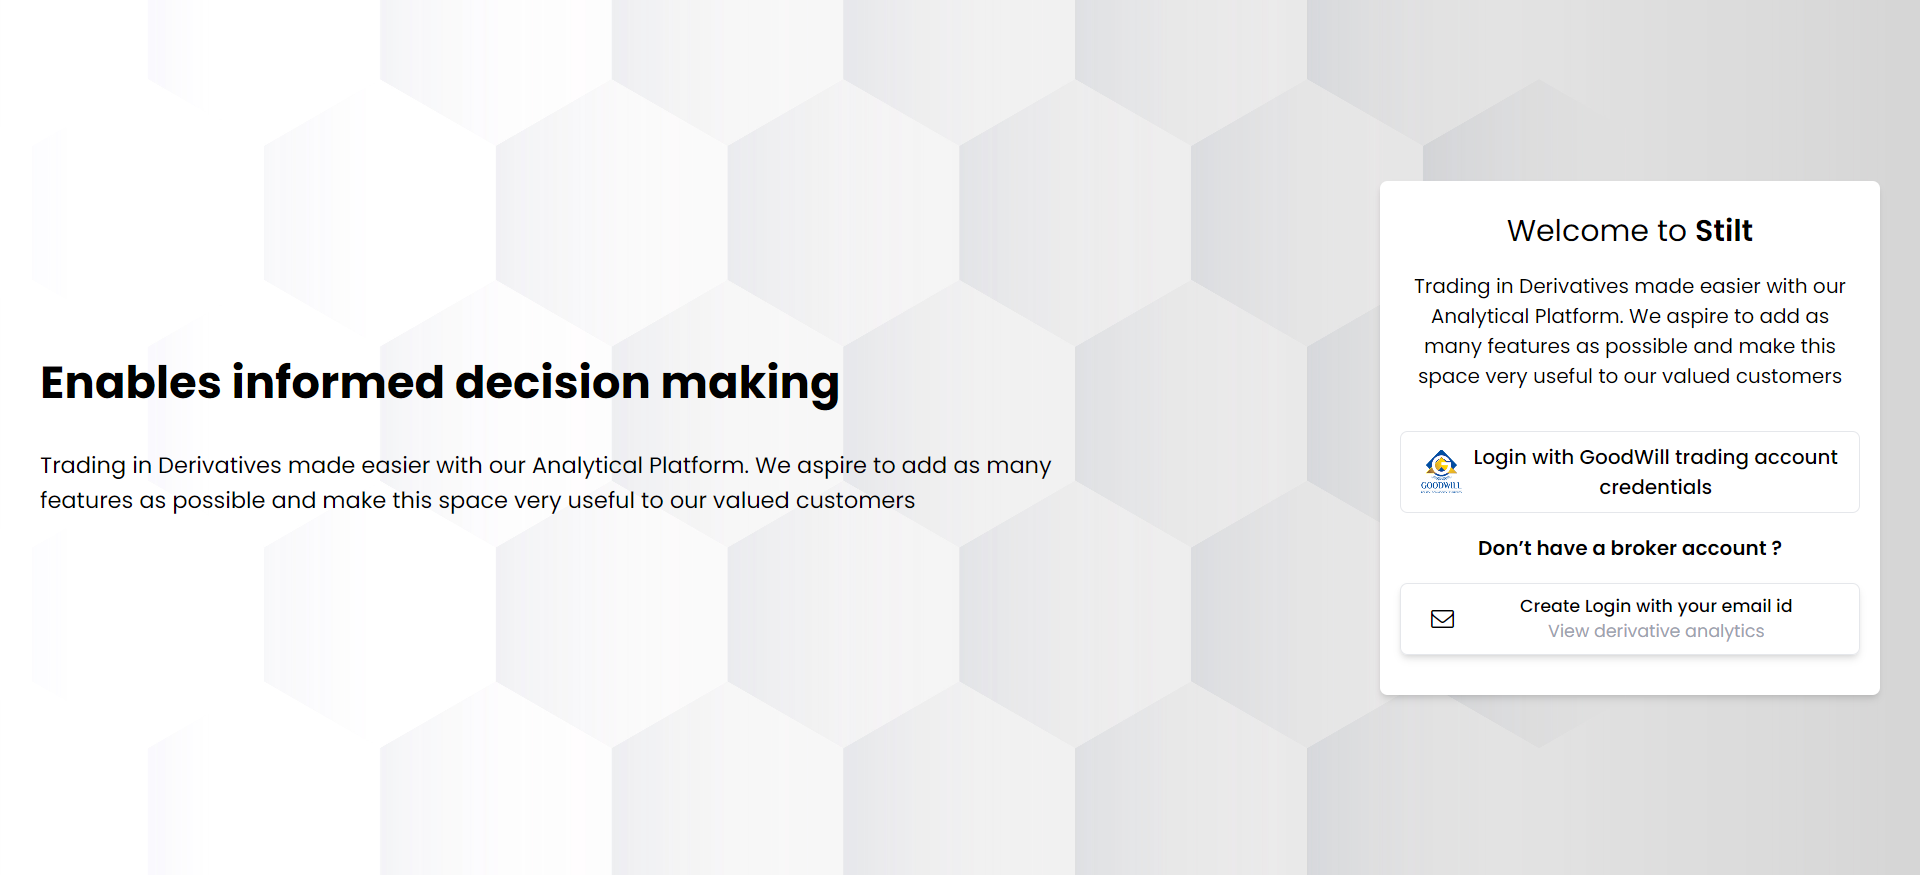 Enables informed decision making
Trading in Derivatives made easier with our Analytical Platform. We aspire to add as many
features as possible and make this space very useful to our valued customers
Welcome to Stilt
Trading in Derivatives made easier with our
Analytical Platform. We aspire to add as
many features as possible and make this
space very useful to our valued customers
GOODWILL
Login with GoodWill trading account
credentials
Don’t have a broker account ?
Create Login with your email id
View derivative analytics